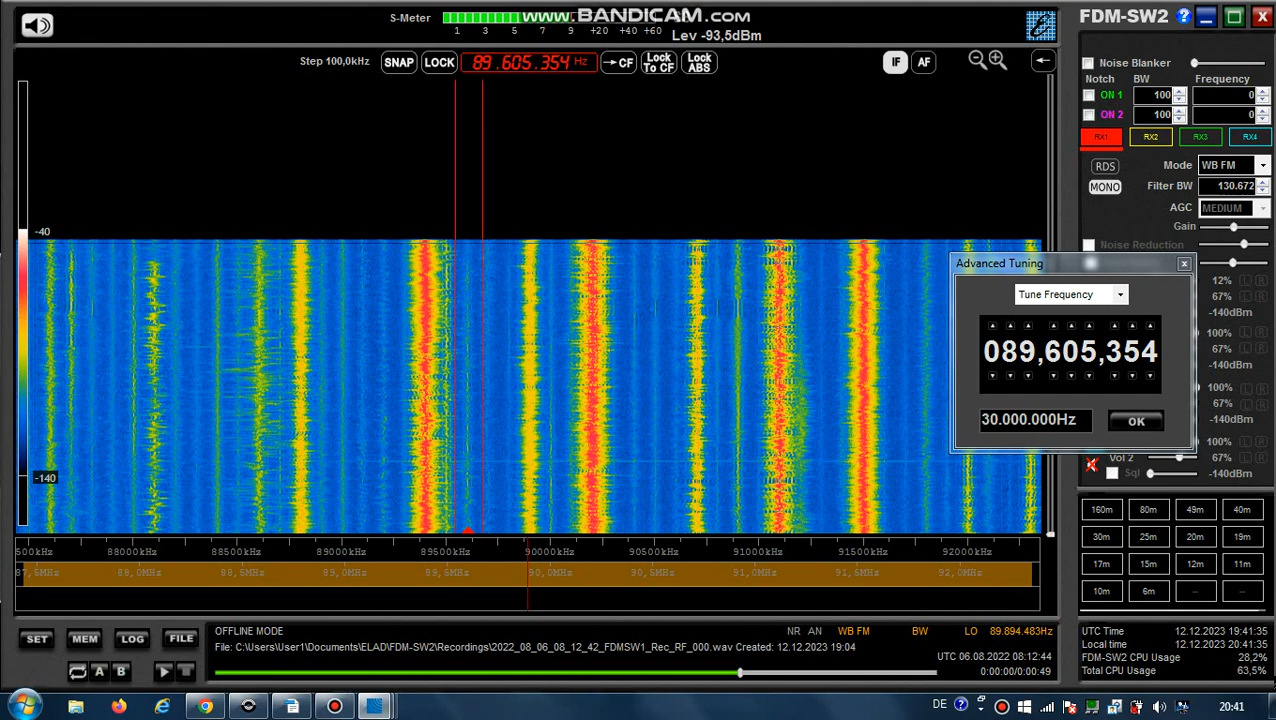 S-Meter
www.BANDICAM.com
1 3 5 7 9 +20 +40 +60
Lev -93,5dBm
FDM-SW2
Step 100,0kHz
SNAP
LOCK
89.605.354 Hz
→CF
Lock To CF
Lock ABS
IF
AF
Noise Blanker
Notch BW Frequency
ON 1 100 0
ON 2 100 0
RX1 RX2 RX3 RX4
RDS
Mode WB FM
MONO
Filter BW 130.672
AGC MEDIUM
Gain
Noise Reduction
-40
-140
Advanced Tuning
Tune Frequency
089,605,354
30.000.000Hz
OK
12% L R
67% L R
-140dBm
100% L R
67% L R
-140dBm
100% L R
67% L R
-140dBm
100% L R
Vol 2 67% L R
Sql -140dBm
160m 80m 49m 40m
30m 25m 20m 19m
17m 15m 12m 11m
10m 6m -- --
500kHz 88000kHz 88500kHz 89000kHz 89500kHz 90000kHz 90500kHz 91000kHz 91500kHz 92000kHz
87,5MHz 88,0MHz 88,5MHz 89,0MHz 89,5MHz 90,0MHz 90,5MHz 91,0MHz 91,5MHz 92,0MHz
SET
MEM
LOG
FILE
A
B
OFFLINE MODE
NR AN WB FM BW LO 89.894.483Hz
File: C:\Users\User1\Documents\ELAD\FDM-SW2\Recordings\2022_08_06_08_12_42_FDMSW1_Rec_RF_000.wav Created: 12.12.2023 19:04
UTC 06.08.2022 08:12:44
0:00:00/0:00:49
UTC Time 12.12.2023 19:41:35
Local time 12.12.2023 20:41:35
FDM-SW2 CPU Usage 28,2%
Total CPU Usage 63,5%
DE
20:41